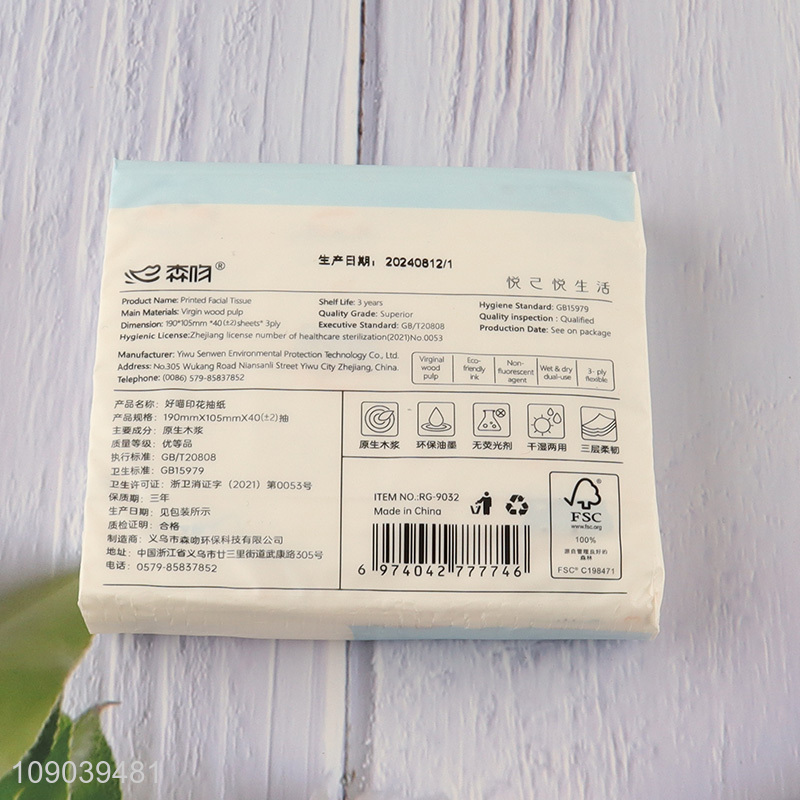 生产日期: 20240812/1
森吻®
悦己悦生活
Product Name: Printed Facial Tissue
Main Materials: Virgin wood pulp
Dimension: 190*105mm *40(±2)sheets* 3ply
Hygienic License:Zhejiang license number of healthcare sterilization(2021)No.0053
Shelf Life: 3 years
Quality Grade: Superior
Executive Standard: GB/T20808
Hygiene Standard: GB15979
Quality inspection : Qualified
Production Date: See on package
Manufacturer: Yiwu Senwen Environmental Protection Technology Co., Ltd.
Address: No.305 Wukang Road Niansanli Street Yiwu City Zhejiang, China.
Telephone: (0086) 579-85837852
Virginal wood pulp
Eco-friendly ink
Non-fluorescent agent
Wet & dry dual-use
3- ply flexible
产品名称: 好喵印花抽纸
产品规格: 190mmX105mmX40(±2)抽
主要成分: 原生木浆
质量等级: 优等品
执行标准: GB/T20808
卫生标准: GB15979
卫生许可证: 浙卫消证字 (2021) 第0053号
保质期: 三年
生产日期: 见包装所示
质检证明: 合格
制造商: 义乌市森吻环保科技有限公司
地址: 中国浙江省义乌市廿三里街道武康路305号
电话: 0579-85837852
原生木浆
环保油墨
无荧光剂
干湿两用
三层柔韧
ITEM NO.:RG-9032
Made in China
6 974042 777746
FSC
www.fsc.org
100%
源自管理良好的
森林
FSC® C198471
109039481